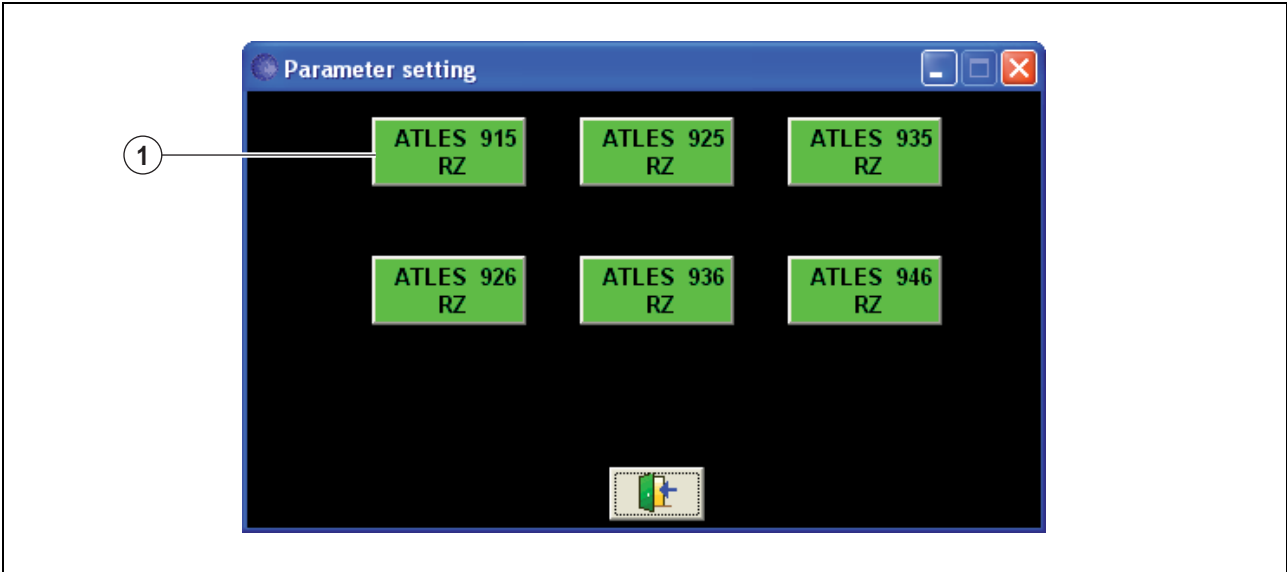 Parameter setting
1
ATLES 915
RZ
ATLES 925
RZ
ATLES 935
RZ
ATLES 926
RZ
ATLES 936
RZ
ATLES 946
RZ